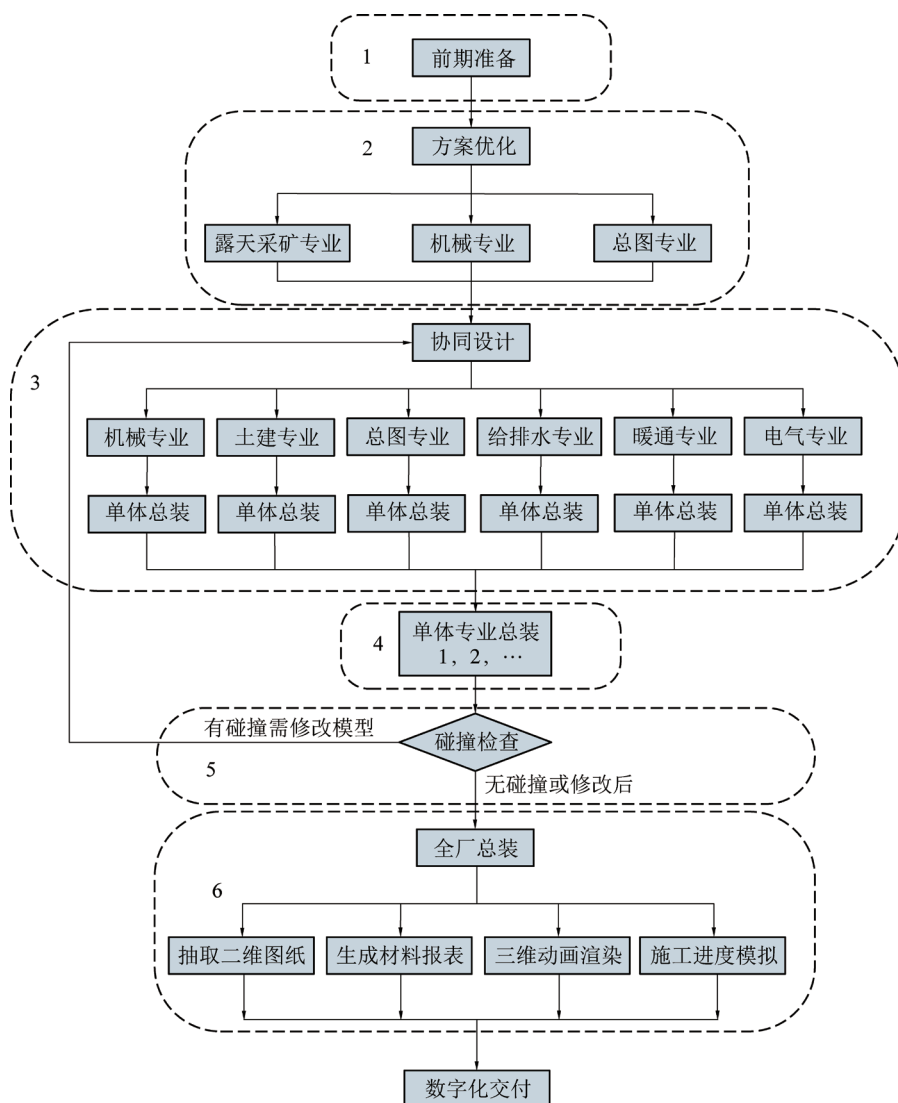 1
前期准备
2
方案优化
露天采矿专业
机械专业
总图专业
协同设计
3
机械专业
土建专业
总图专业
给排水专业
暖通专业
电气专业
单体总装
单体总装
单体总装
单体总装
单体总装
单体总装
4
单体专业总装
1, 2, …
有碰撞需修改模型
碰撞检查
5
无碰撞或修改后
全厂总装
6
抽取二维图纸
生成材料报表
三维动画渲染
施工进度模拟
数字化交付